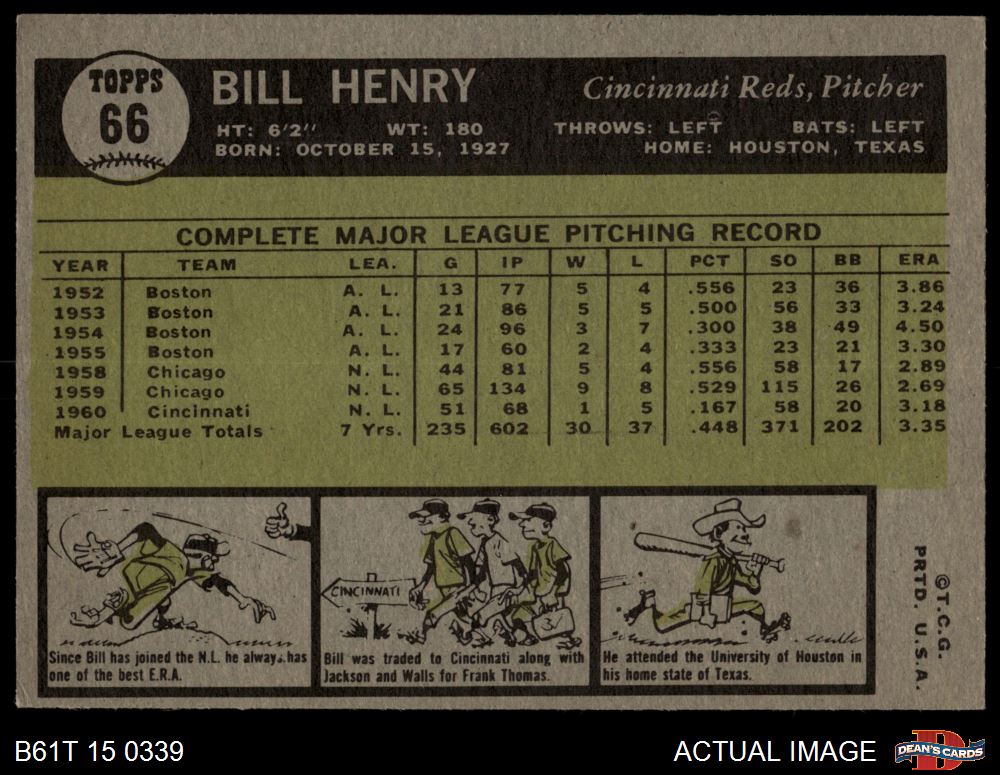 TOPPS
66
BILL HENRY
Cincinnati Reds, Pitcher
HT: 6'2" WT: 180 THROWS: LEFT BATS: LEFT
BORN: OCTOBER 15, 1927 HOME: HOUSTON, TEXAS
COMPLETE MAJOR LEAGUE PITCHING RECORD
YEAR TEAM LEA. G IP W L PCT SO BB ERA
1952 Boston A. L. 13 77 5 4 .556 23 36 3.86
1953 Boston A. L. 21 86 5 5 .500 56 33 3.24
1954 Boston A. L. 24 96 3 7 .300 38 49 4.50
1955 Boston A. L. 17 60 2 4 .333 23 21 3.30
1958 Chicago N. L. 44 81 5 4 .556 58 17 2.89
1959 Chicago N. L. 65 134 9 8 .529 115 26 2.69
1960 Cincinnati N. L. 51 68 1 5 .167 58 20 3.18
Major League Totals 7 Yrs. 235 602 30 37 .448 371 202 3.35
Since Bill has joined the N.L. he always has
one of the best E.R.A.
CINCINNATI
Bill was traded to Cincinnati along with
Jackson and Walls for Frank Thomas.
He attended the University of Houston in
his home state of Texas.
©T.C.G.
PRTD. U.S.A.
B61T 15 0339
ACTUAL IMAGE
D
DEAN'S CARDS